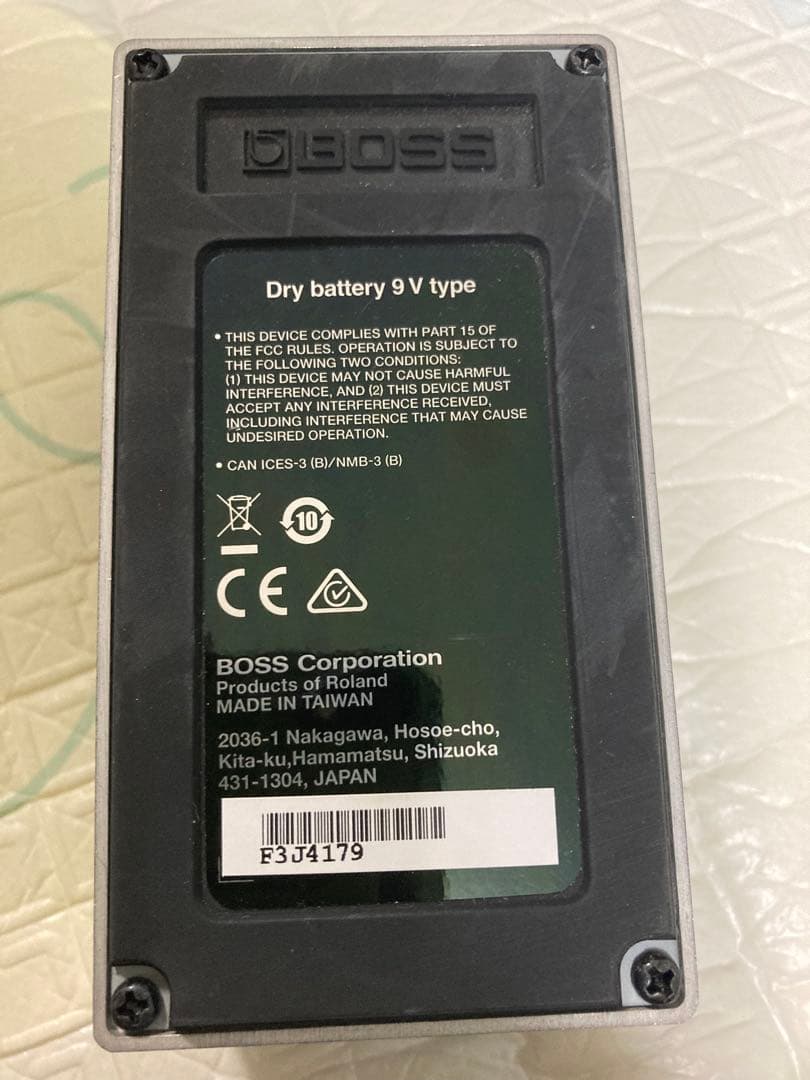 BOSS
Dry battery 9 V type
• THIS DEVICE COMPLIES WITH PART 15 OF
THE FCC RULES. OPERATION IS SUBJECT TO
THE FOLLOWING TWO CONDITIONS:
(1) THIS DEVICE MAY NOT CAUSE HARMFUL
INTERFERENCE, AND (2) THIS DEVICE MUST
ACCEPT ANY INTERFERENCE RECEIVED,
INCLUDING INTERFERENCE THAT MAY CAUSE
UNDESIRED OPERATION.
• CAN ICES-3 (B)/NMB-3 (B)
10
CE
BOSS Corporation
Products of Roland
MADE IN TAIWAN
2036-1 Nakagawa, Hosoe-cho,
Kita-ku,Hamamatsu, Shizuoka
431-1304, JAPAN
F3J4179